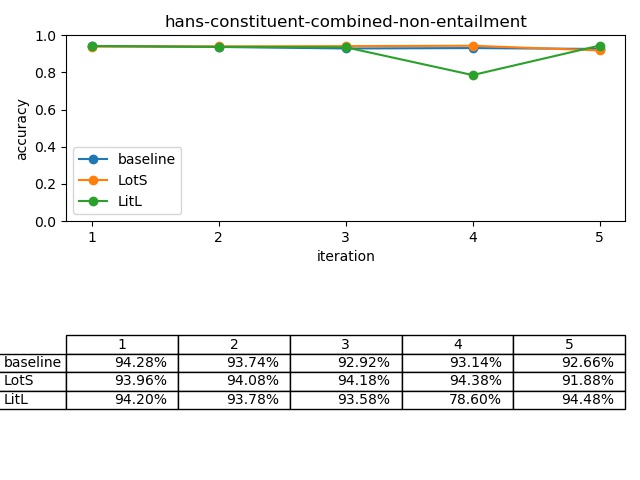 hans-constituent-combined-non-entailment
1.0
0.8
0.6
0.4
0.2
0.0
accuracy
baseline
LotS
LitL
1 2 3 4 5
iteration
1 2 3 4 5
baseline 94.28% 93.74% 92.92% 93.14% 92.66%
LotS 93.96% 94.08% 94.18% 94.38% 91.88%
LitL 94.20% 93.78% 93.58% 78.60% 94.48%